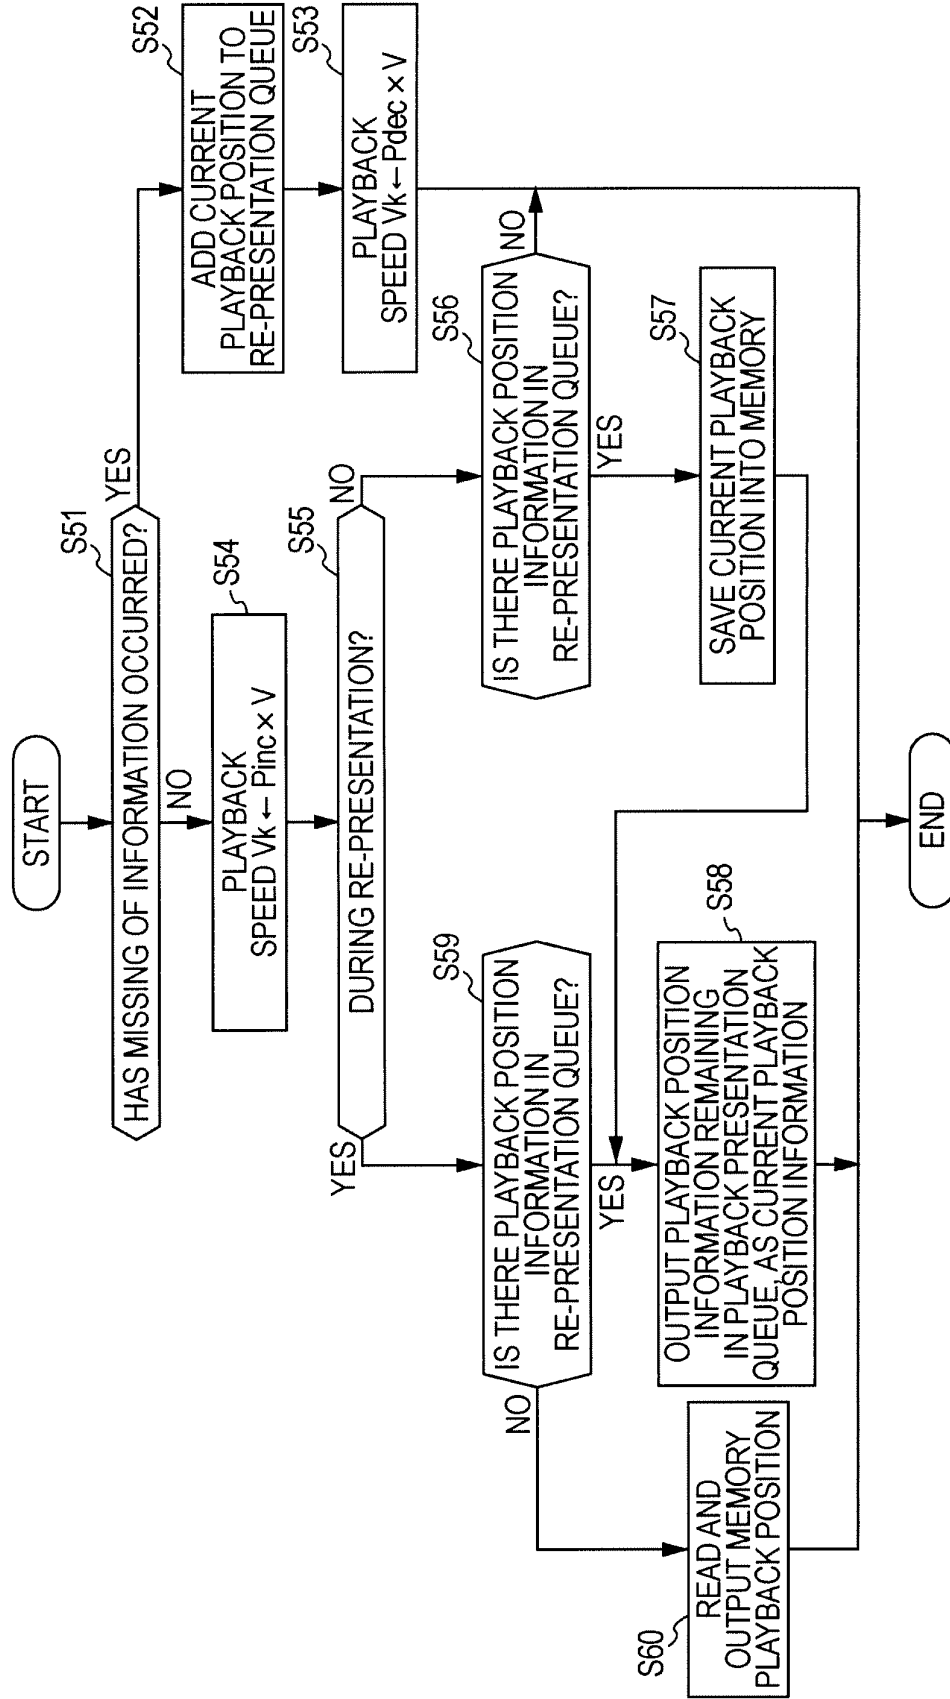 START
S51
HAS MISSING OF INFORMATION OCCURRED?
YES
NO
S52
ADD CURRENT
PLAYBACK POSITION TO
RE-PRESENTATION QUEUE
S53
PLAYBACK
SPEED Vk ← Pdec × V
S54
PLAYBACK
SPEED Vk ← Pinc × V
S55
DURING RE-PRESENTATION?
YES
NO
S56
IS THERE PLAYBACK POSITION
INFORMATION IN
RE-PRESENTATION QUEUE?
NO
YES
S57
SAVE CURRENT PLAYBACK
POSITION INTO MEMORY
S59
IS THERE PLAYBACK POSITION
INFORMATION IN
RE-PRESENTATION QUEUE?
NO
YES
S58
OUTPUT PLAYBACK POSITION
INFORMATION REMAINING
IN PLAYBACK PRESENTATION
QUEUE, AS CURRENT PLAYBACK
POSITION INFORMATION
S60
READ AND
OUTPUT MEMORY
PLAYBACK POSITION
END